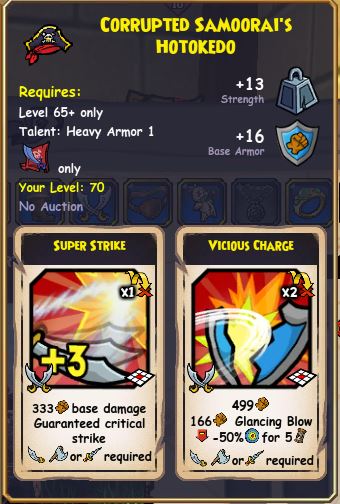 Corrupted Samoorai's
Hotokedo
+13
Strength
+16
Base Armor
Requires:
Level 65+ only
Talent: Heavy Armor 1
only
Your Level: 70
No Auction
Super Strike
x1
+3
333 base damage
Guaranteed critical
strike
or required
Vicious Charge
x2
499
166 Glancing Blow
-50% for 5
or required